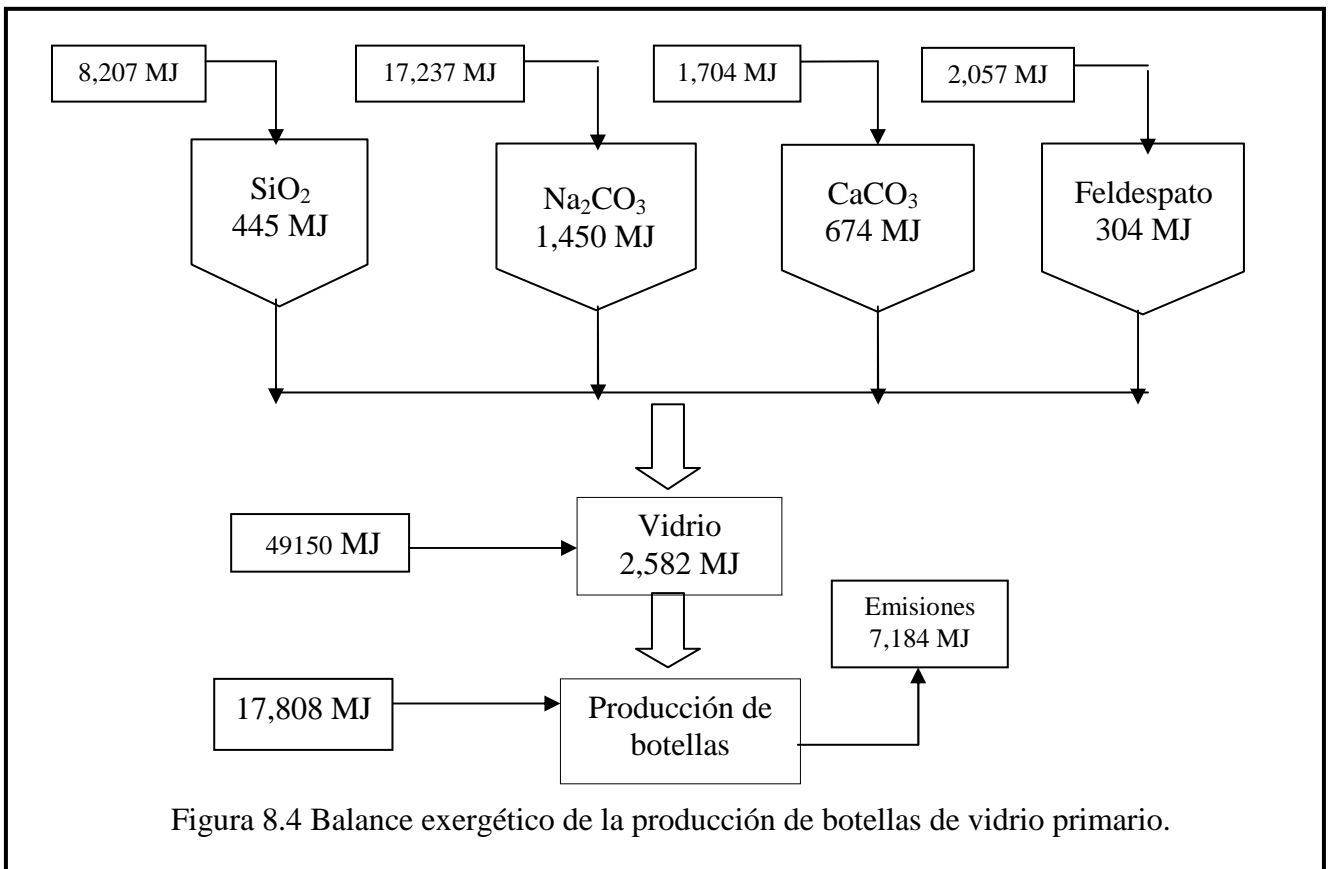 8,207 MJ
17,237 MJ
1,704 MJ
2,057 MJ
SiO₂
445 MJ
Na₂CO₃
1,450 MJ
CaCO₃
674 MJ
Feldespato
304 MJ
49150 MJ
Vidrio
2,582 MJ
Emisiones
7,184 MJ
17,808 MJ
Producción de
botellas
Figura 8.4 Balance exergético de la producción de botellas de vidrio primario.